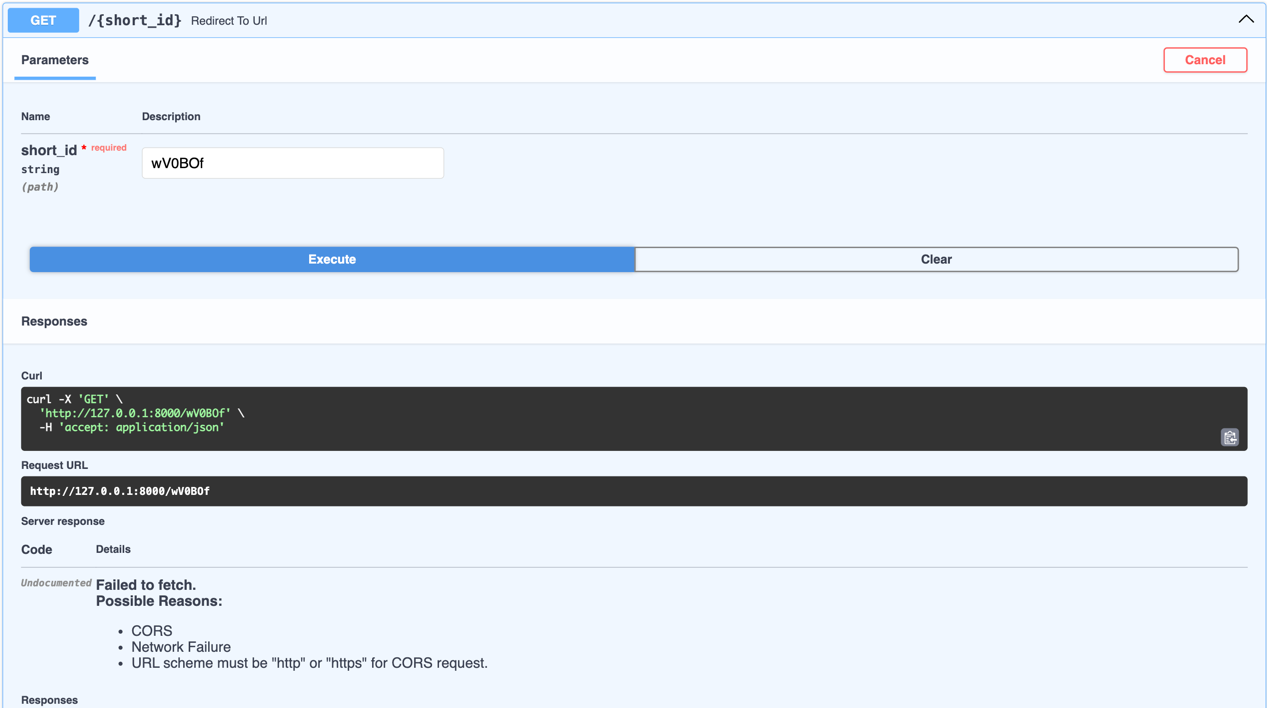 GET /{short_id} Redirect To Url
Parameters
Cancel
Name Description
short_id * required
string
(path)
wV0BOf
Execute Clear
Responses
Curl
curl -X 'GET' \
'http://127.0.0.1:8000/wV0BOf' \
-H 'accept: application/json'
Request URL
http://127.0.0.1:8000/wV0BOf
Server response
Code Details
Undocumented Failed to fetch.
Possible Reasons:
• CORS
• Network Failure
• URL scheme must be "http" or "https" for CORS request.
Responses